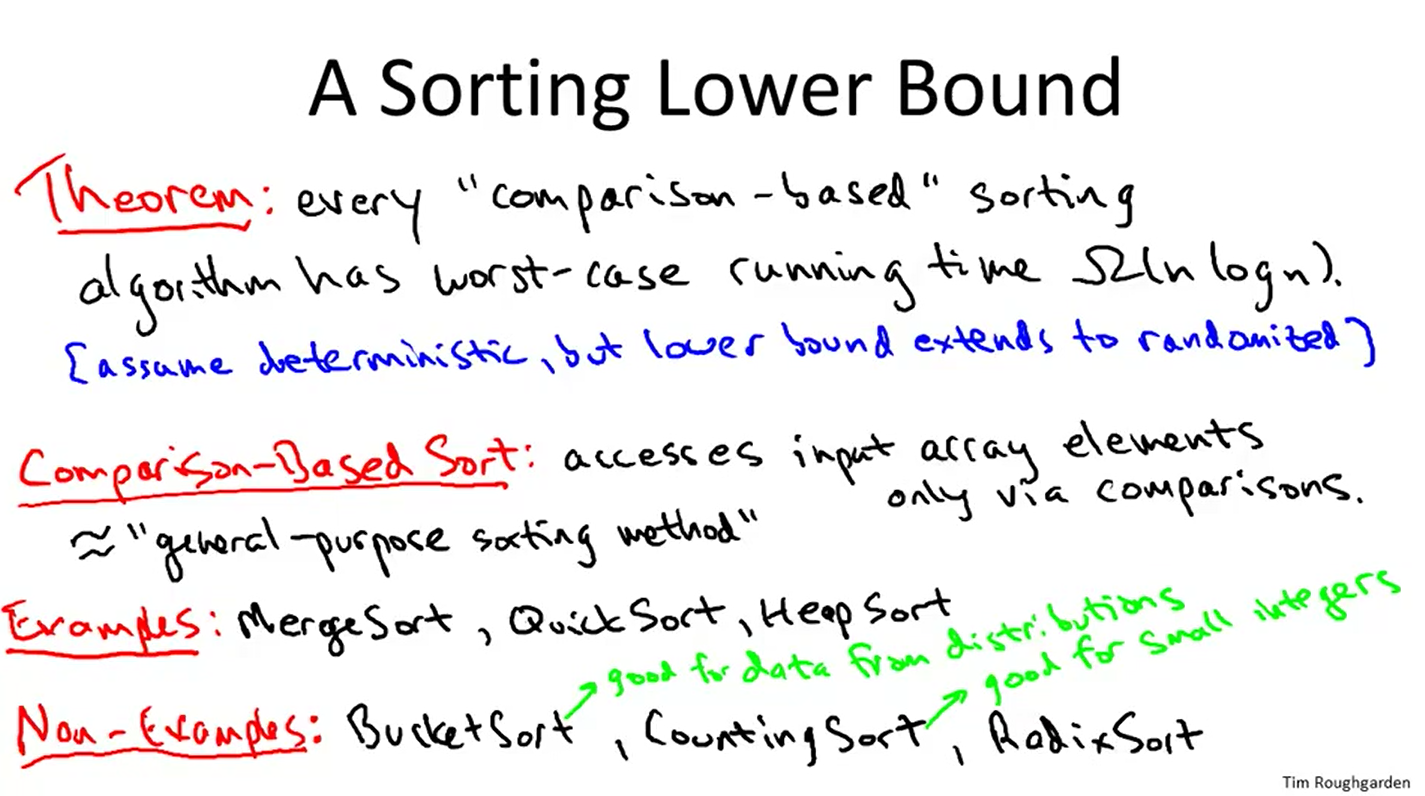 A Sorting Lower Bound
Theorem: every "comparison-based" sorting
algorithm has worst-case running time Ω(n log n).
[assume deterministic, but lower bound extends to randomized]
Comparison-Based Sort: accesses input array elements
only via comparisons.
≈ "general-purpose sorting method"
Examples: MergeSort, QuickSort, HeapSort
good for data from distributions
good for small integers
Non-Examples: BucketSort, CountingSort, RadixSort
Tim Roughgarden